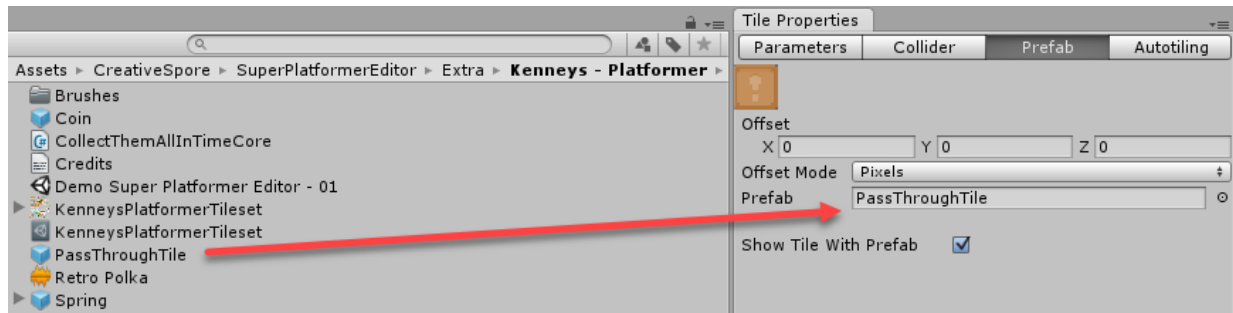 Assets ▸ CreativeSpore ▸ SuperPlatformerEditor ▸ Extra ▸ Kenneys - Platformer ▸
Brushes
Coin
CollectThemAllInTimeCore
Credits
Demo Super Platformer Editor - 01
KenneysPlatformerTileset
KenneysPlatformerTileset
PassThroughTile
Retro Polka
Spring
Tile Properties
Parameters Collider Prefab Autotiling
Offset
X 0 Y 0 Z 0
Offset Mode Pixels
Prefab PassThroughTile
Show Tile With Prefab